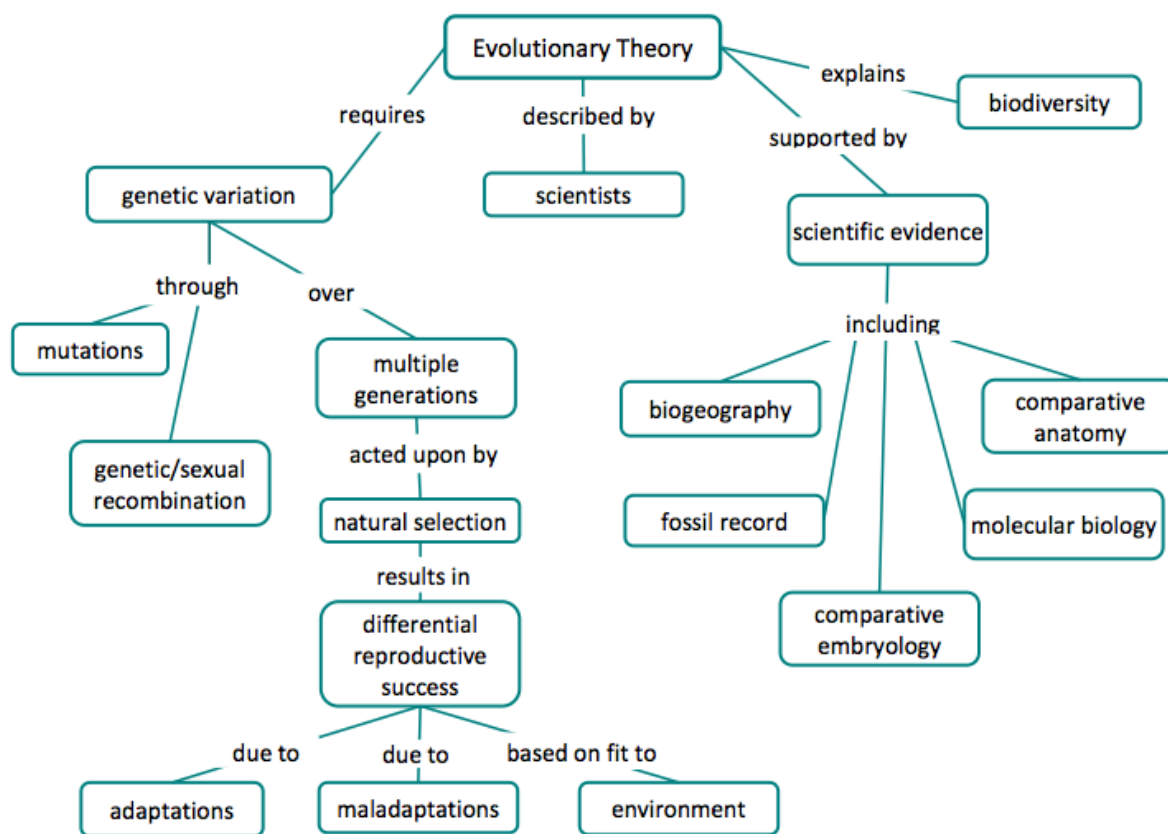 Evolutionary Theory
explains
biodiversity
requires
described by
supported by
genetic variation
scientists
scientific evidence
through
over
including
mutations
multiple
generations
biogeography
comparative
anatomy
acted upon by
genetic/sexual
recombination
natural selection
fossil record
molecular biology
results in
differential
reproductive
success
comparative
embryology
due to
due to
based on fit to
adaptations
maladaptations
environment